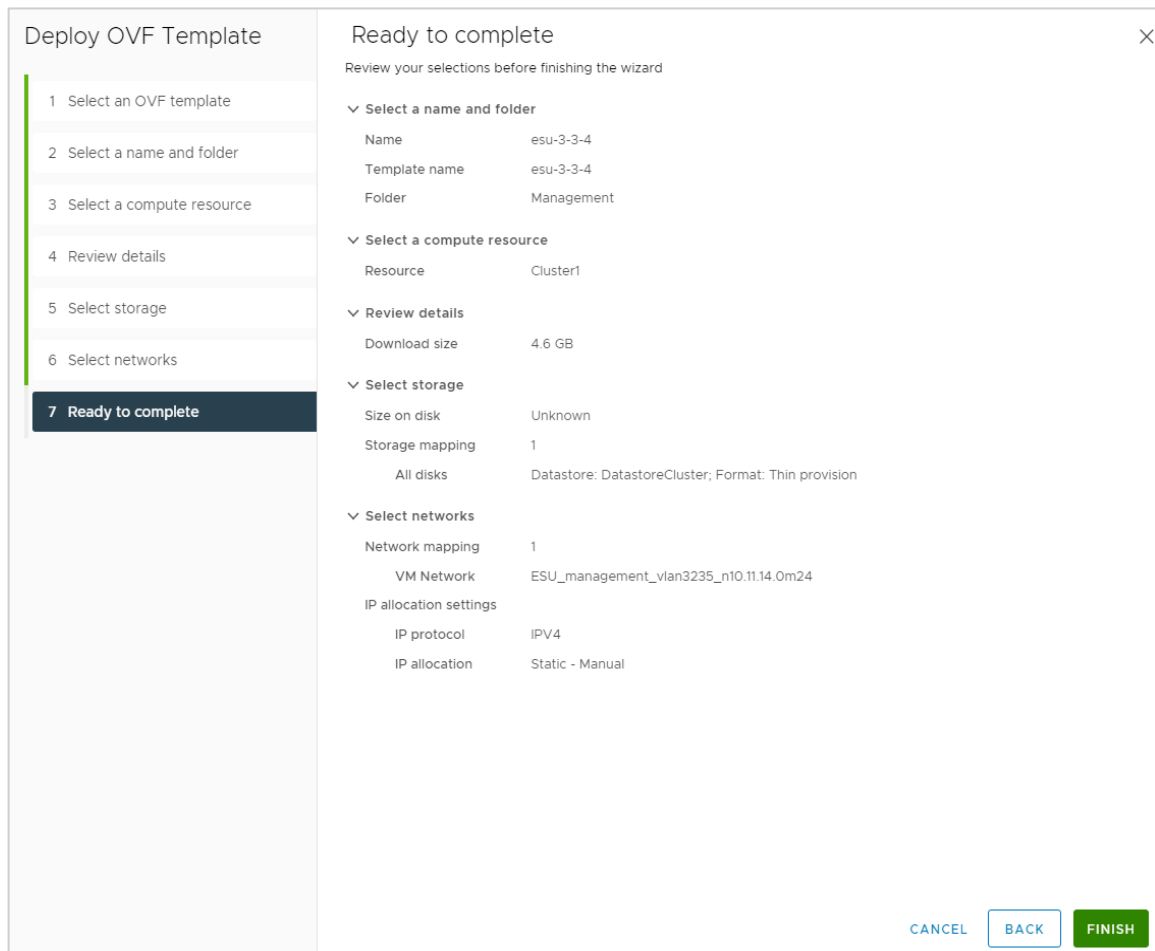 Deploy OVF Template
1 Select an OVF template
2 Select a name and folder
3 Select a compute resource
4 Review details
5 Select storage
6 Select networks
7 Ready to complete
Ready to complete
Review your selections before finishing the wizard
Select a name and folder
Name esu-3-3-4
Template name esu-3-3-4
Folder Management
Select a compute resource
Resource Cluster1
Review details
Download size 4.6 GB
Select storage
Size on disk Unknown
Storage mapping 1
All disks Datastore: DatastoreCluster; Format: Thin provision
Select networks
Network mapping 1
VM Network ESU_management_vlan3235_n10.11.14.0m24
IP allocation settings
IP protocol IPV4
IP allocation Static - Manual
CANCEL BACK FINISH